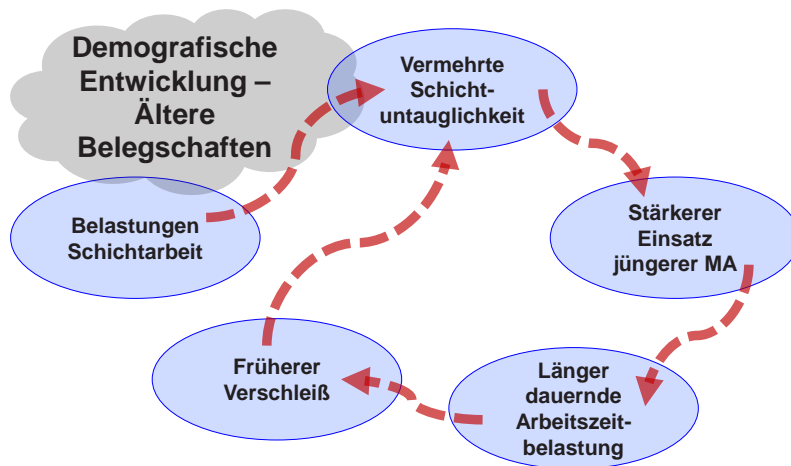 Demografische
Entwicklung –
Ältere
Belegschaften
Vermehrte
Schicht-
untauglichkeit
Belastungen
Schichtarbeit
Stärkerer
Einsatz
jüngerer MA
Früherer
Verschleiß
Länger
dauernde
Arbeitszeit-
belastung